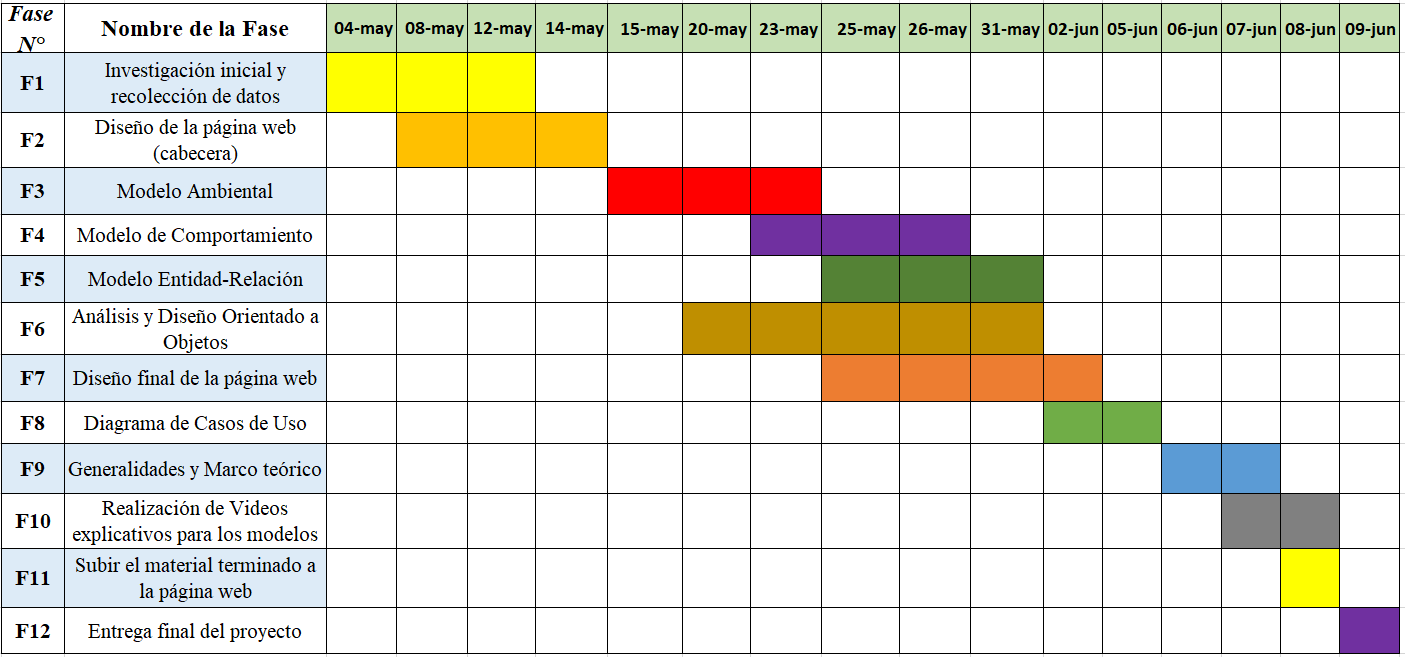 Fase
N°
Nombre de la Fase
04-may 08-may 12-may 14-may 15-may 20-may 23-may 25-may 26-may 31-may 02-jun 05-jun 06-jun 07-jun 08-jun 09-jun
F1
Investigación inicial y
recolección de datos
F2
Diseño de la página web
(cabecera)
F3
Modelo Ambiental
F4
Modelo de Comportamiento
F5
Modelo Entidad-Relación
F6
Análisis y Diseño Orientado a
Objetos
F7
Diseño final de la página web
F8
Diagrama de Casos de Uso
F9
Generalidades y Marco teórico
F10
Realización de Videos
explicativos para los modelos
F11
Subir el material terminado a
la página web
F12
Entrega final del proyecto